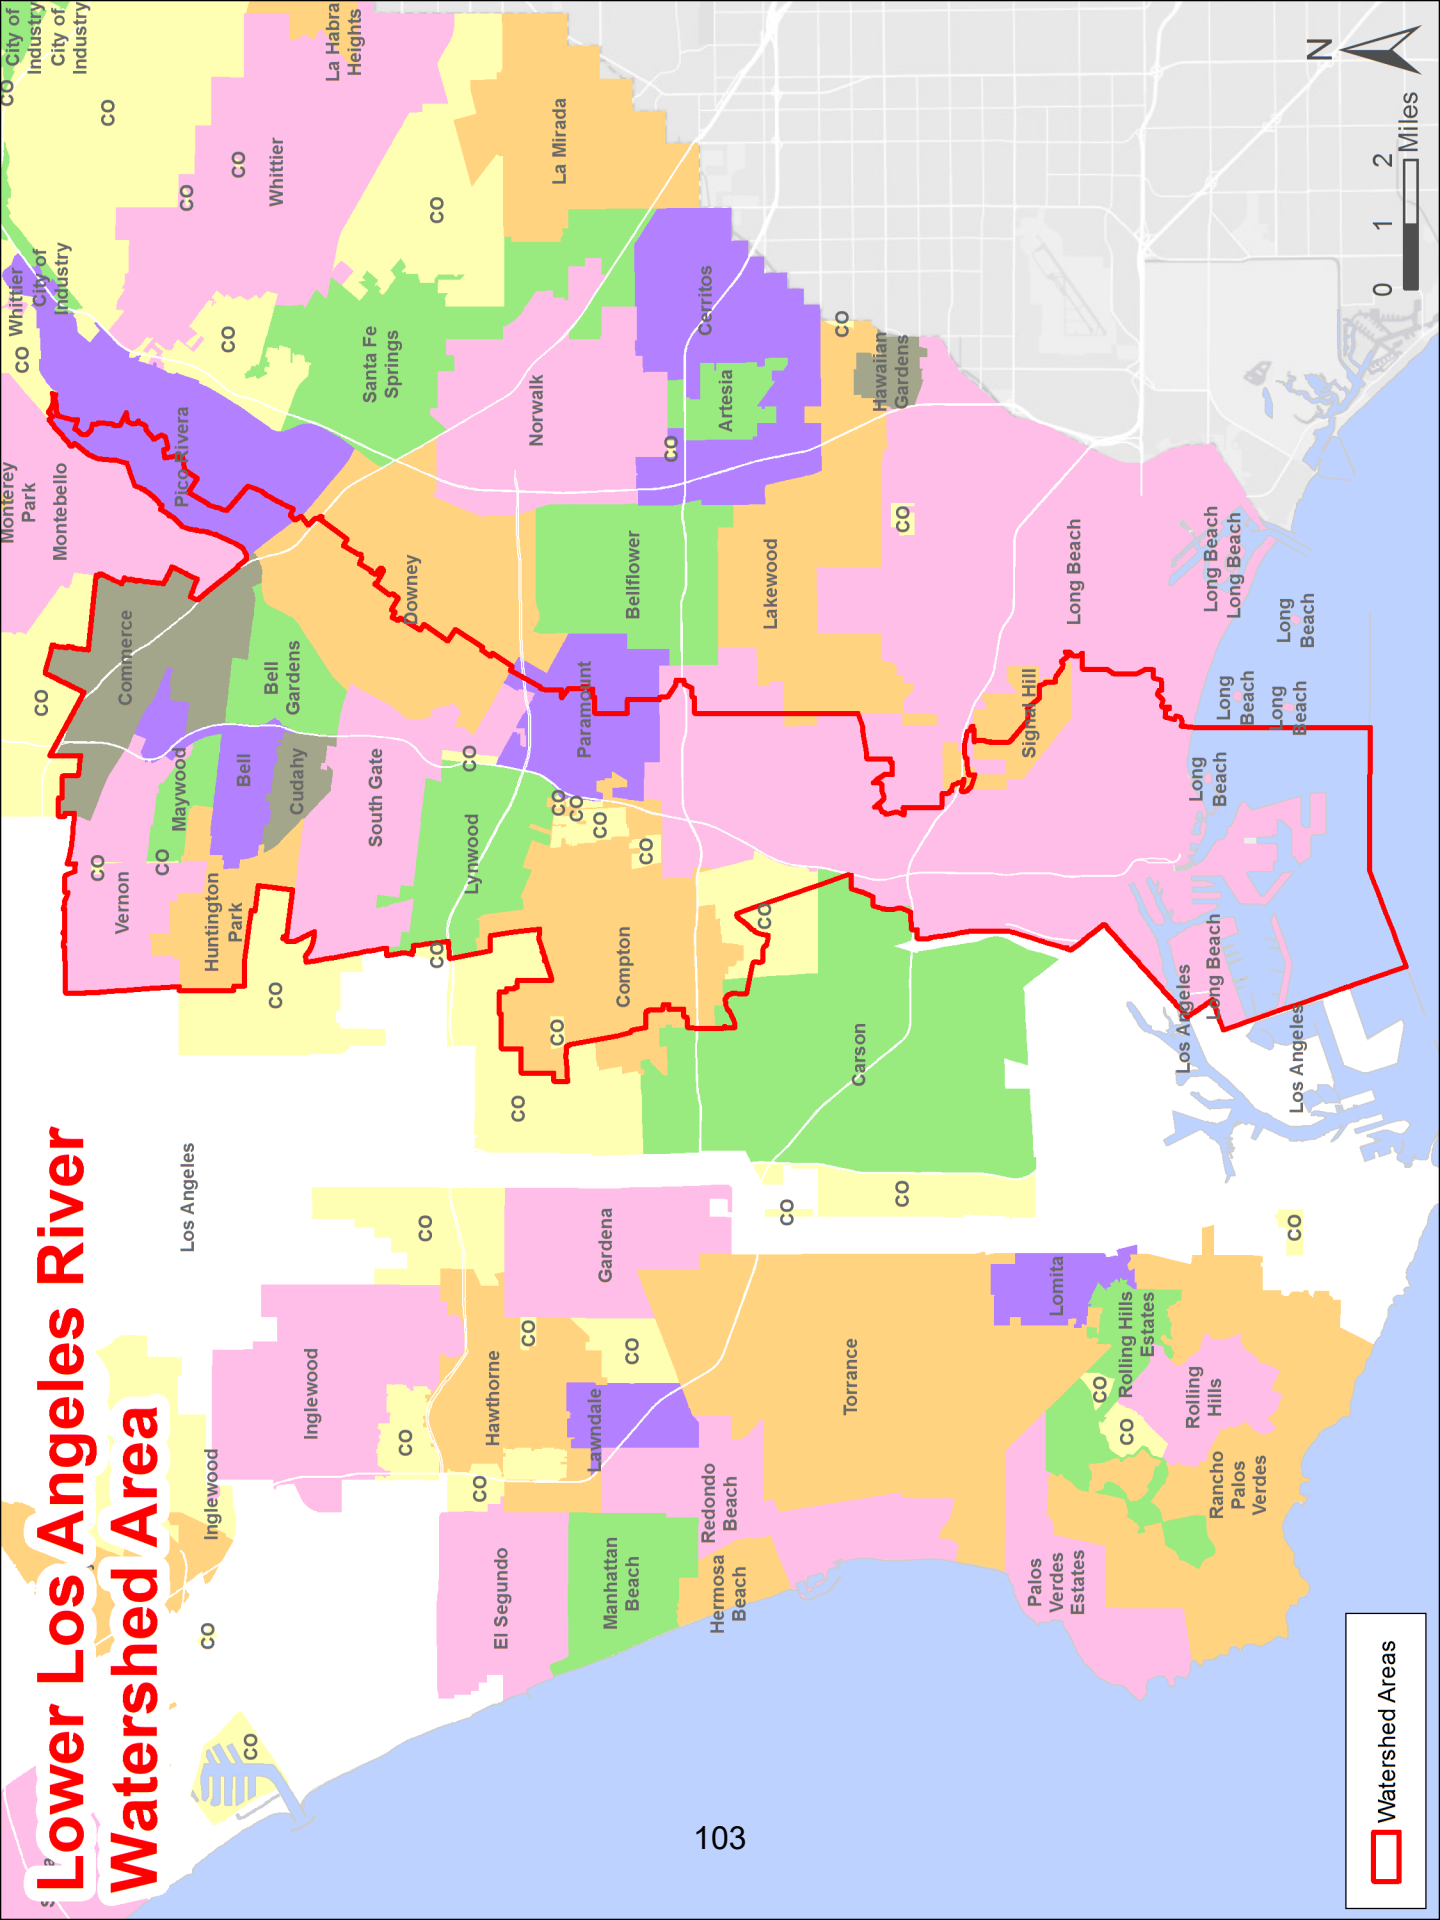 Lower Los Angeles River
Watershed Area
CO
City of
Industry
City of
Industry
La Habra
Heights
CO
CO
CO
Whittier
La Mirada
CO
Whittier
City of
Industry
CO
CO
Santa Fe
Springs
Cerritos
CO
Hawaiian
Gardens
Artesia
Norwalk
CO
Pico Rivera
Monterey
Park
Montebello
CO
Commerce
Bell
Gardens
Downey
Bellflower
Lakewood
CO
Long Beach
Long Beach
Long Beach
Long
Beach
Long
Beach
Long
Beach
Long
Beach
Signal Hill
Paramount
CO
Maywood
Bell
Cudahy
South Gate
CO
CO
CO
CO
CO
CO
Vernon
Huntington
Park
Lynwood
CO
CO
CO
Compton
CO
CO
Carson
Los Angeles
Long Beach
Los Angeles
Los Angeles
CO
Gardena
CO
CO
CO
Lomita
Inglewood
Hawthorne
CO
CO
Torrance
Rolling Hills
Estates
CO
CO
Rolling
Hills
Lawndale
CO
CO
Inglewood
Redondo
Beach
Rancho
Palos
Verdes
El Segundo
Manhattan
Beach
Hermosa
Beach
Palos
Verdes
Estates
CO
CO
N
0 1 2
Miles
Watershed Areas
103